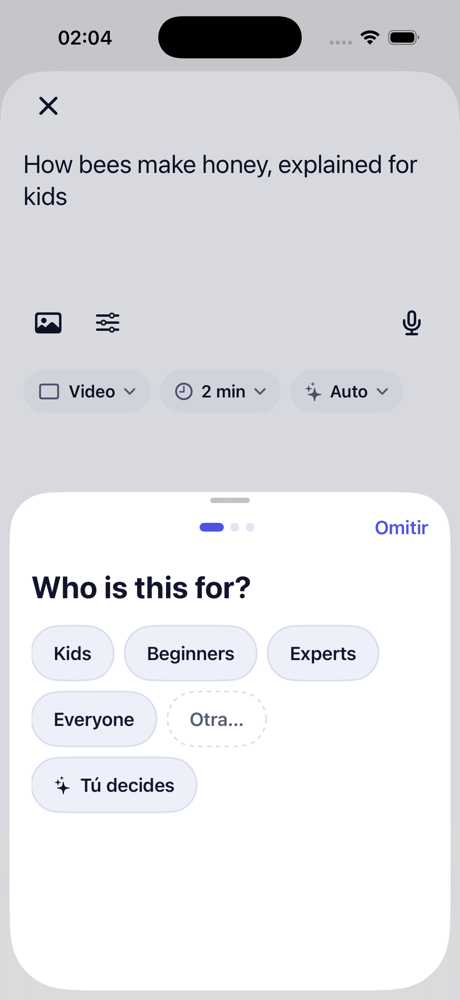 02:04
How bees make honey, explained for
kids
Video 2 min Auto
Omitir
Who is this for?
Kids Beginners Experts
Everyone Otra...
Tú decides